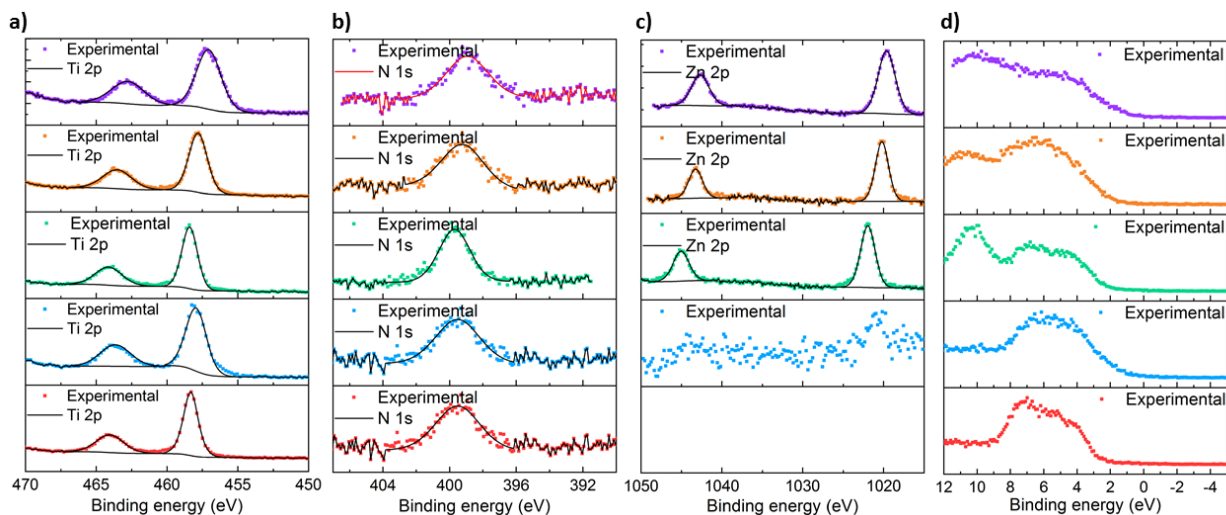 a)
b)
c)
d)
Experimental
Ti 2p
Experimental
N 1s
Experimental
Zn 2p
Experimental
Experimental
Ti 2p
Experimental
N 1s
Experimental
Zn 2p
Experimental
Experimental
Ti 2p
Experimental
N 1s
Experimental
Zn 2p
Experimental
Experimental
Ti 2p
Experimental
N 1s
Experimental
Experimental
Experimental
Ti 2p
Experimental
N 1s
Experimental
470 465 460 455 450
404 400 396 392
1050 1040 1030 1020
12 10 8 6 4 2 0 -2 -4
Binding energy (eV)
Binding energy (eV)
Binding energy (eV)
Binding energy (eV)